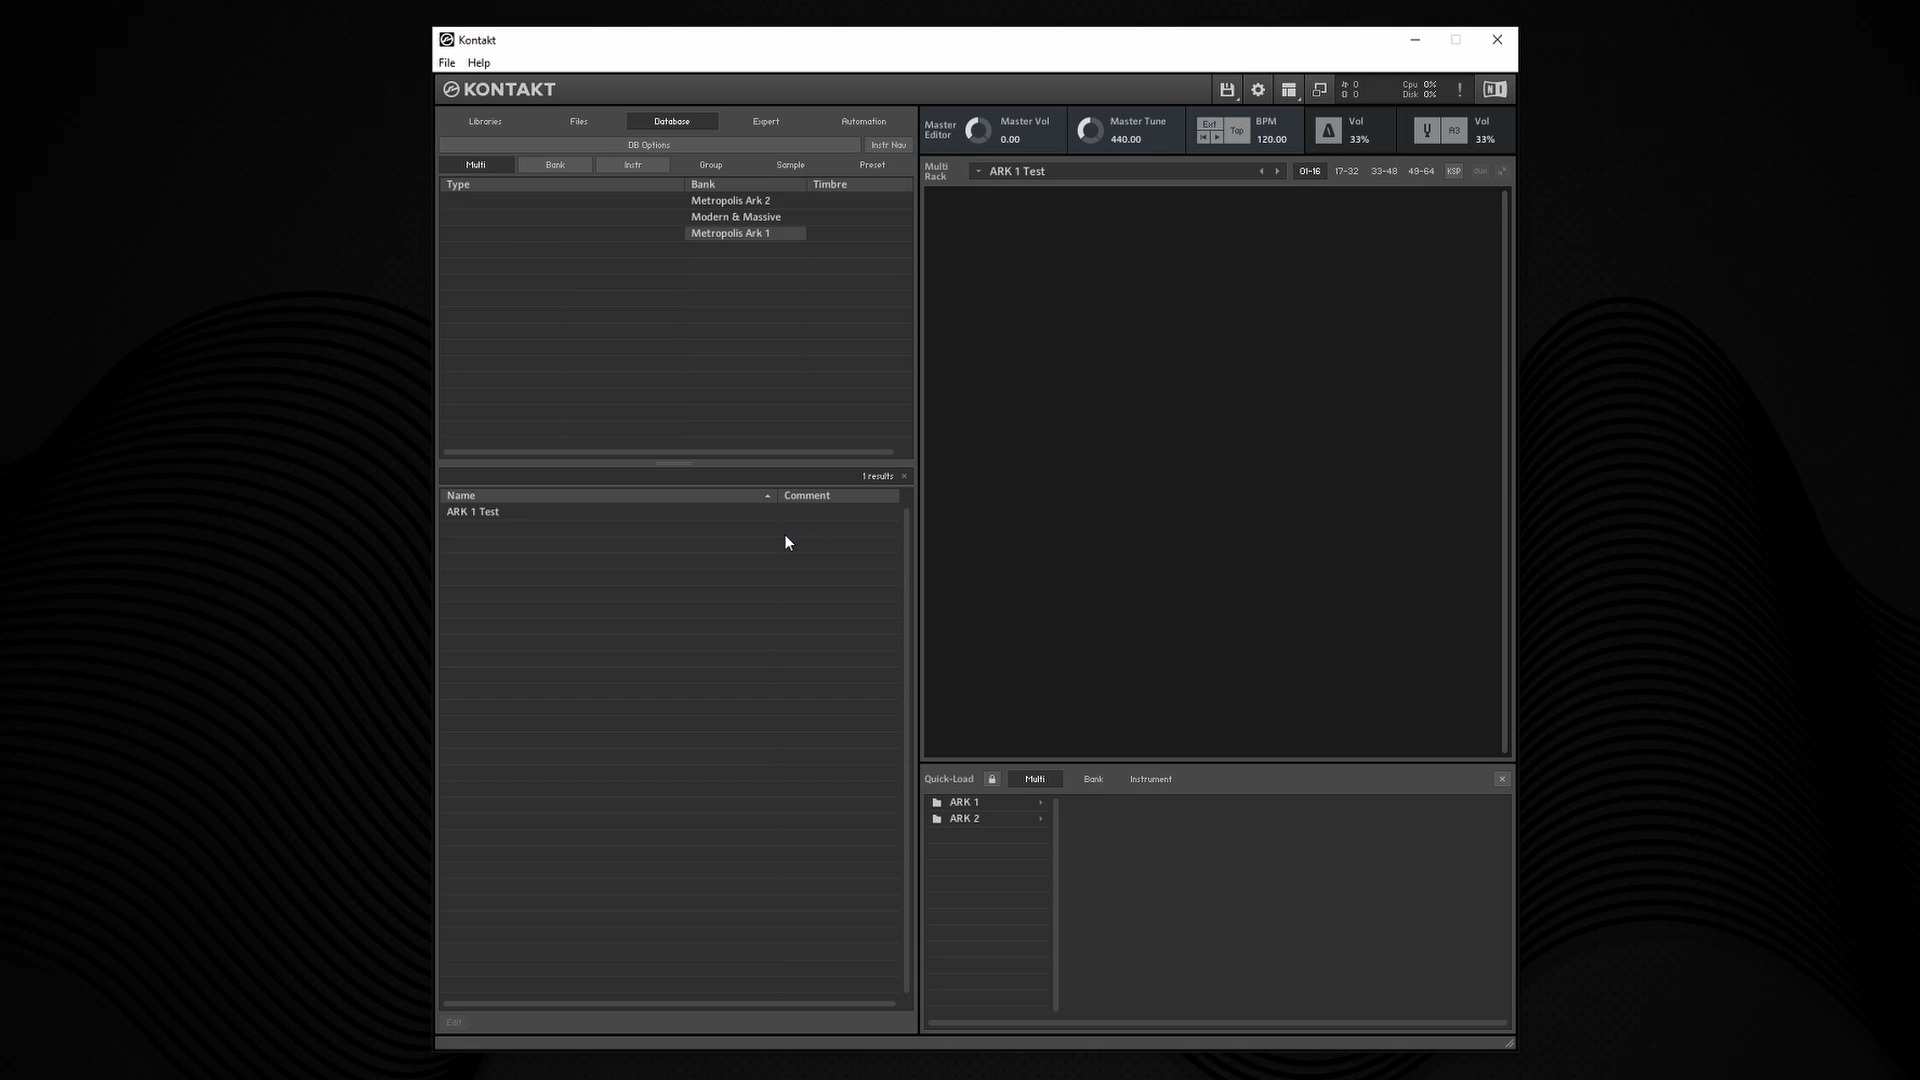 Kontakt
File Help
KONTAKT
0
0
Cpu 0%
Disk 0%
!
NI
Libraries Files Database Expert Automation
DB Options Instr Nav
Multi Bank Instr Group Sample Preset
Type Bank Timbre
Metropolis Ark 2
Modern & Massive
Metropolis Ark 1
1 results ×
Name Comment
ARK 1 Test
Edit
Master Editor
Master Vol
0.00
Master Tune
440.00
Ext
Tap
BPM
120.00
Vol
33%
A3
Vol
33%
Multi Rack
ARK 1 Test
01-16 17-32 33-48 49-64 KSP
Quick-Load Multi Bank Instrument ×
ARK 1
ARK 2